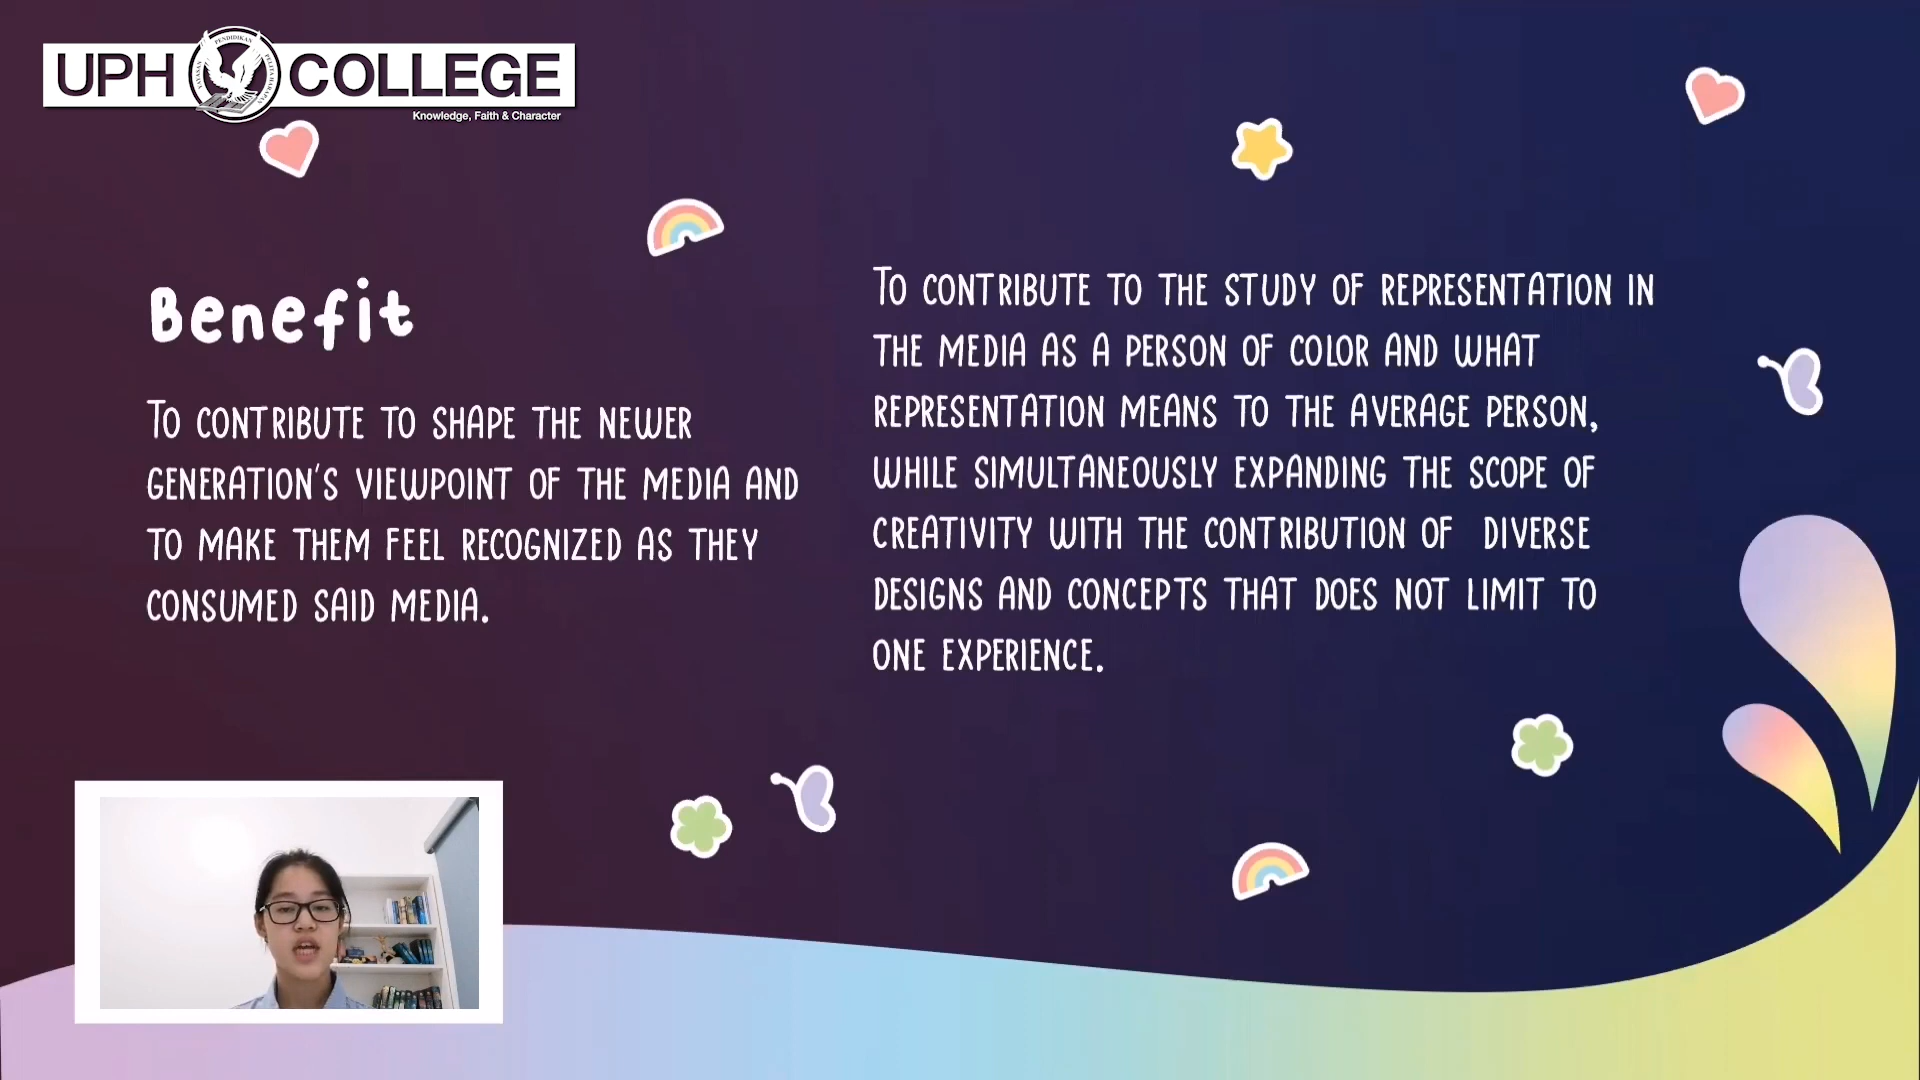 UPH COLLEGE
Knowledge, Faith & Character
Benefit
TO CONTRIBUTE TO SHAPE THE NEWER
GENERATION'S VIEWPOINT OF THE MEDIA AND
TO MAKE THEM FEEL RECOGNIZED AS THEY
CONSUMED SAID MEDIA.
TO CONTRIBUTE TO THE STUDY OF REPRESENTATION IN
THE MEDIA AS A PERSON OF COLOR AND WHAT
REPRESENTATION MEANS TO THE AVERAGE PERSON,
WHILE SIMULTANEOUSLY EXPANDING THE SCOPE OF
CREATIVITY WITH THE CONTRIBUTION OF DIVERSE
DESIGNS AND CONCEPTS THAT DOES NOT LIMIT TO
ONE EXPERIENCE.